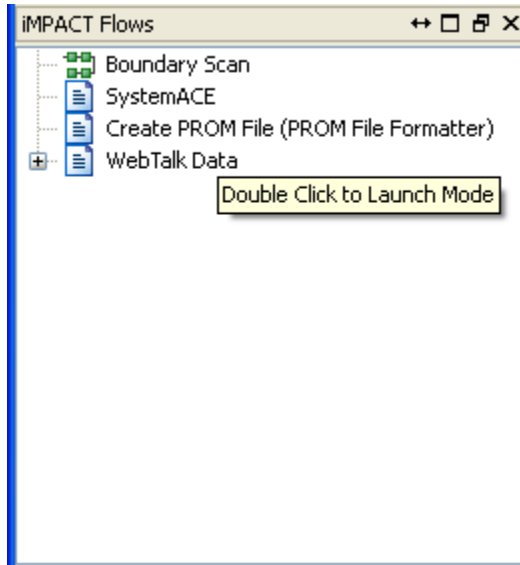 iMPACT Flows
Boundary Scan
SystemACE
Create PROM File (PROM File Formatter)
WebTalk Data
Double Click to Launch Mode